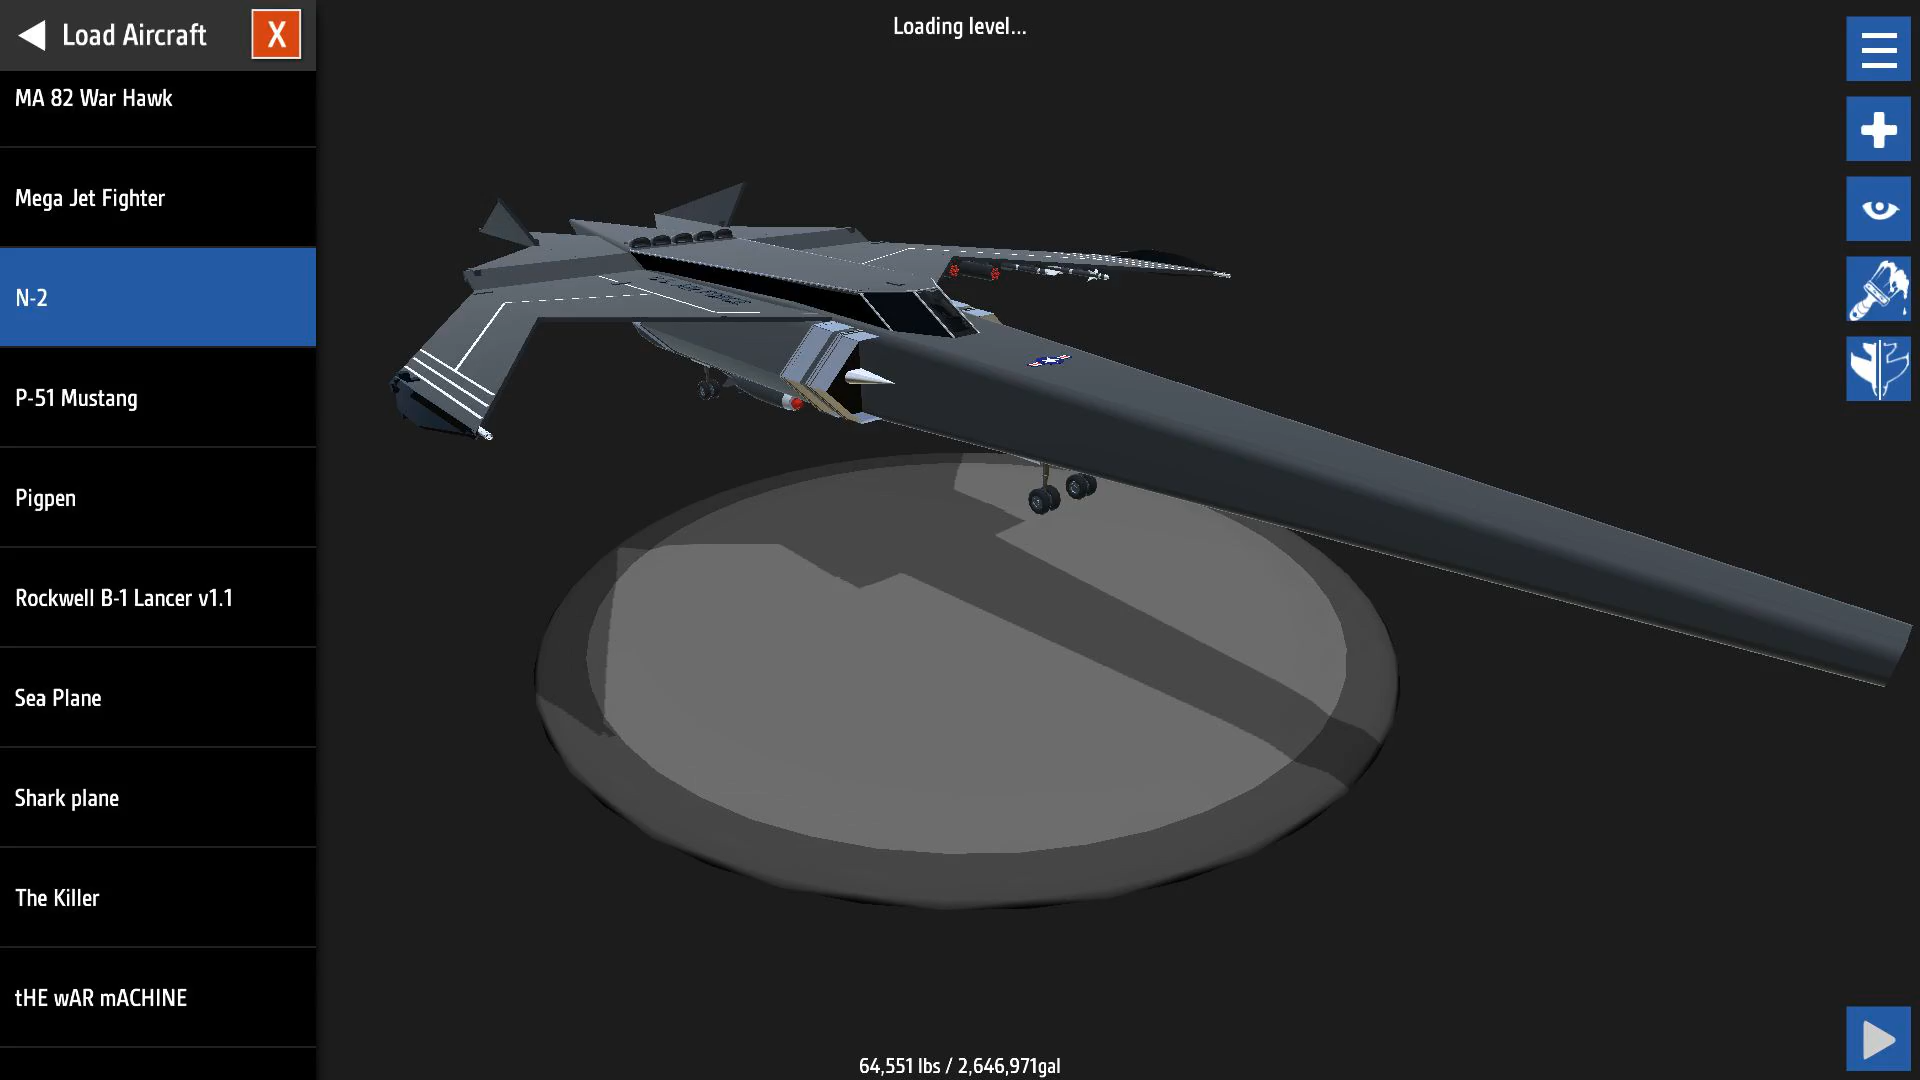 Load Aircraft
X
Loading level...
MA 82 War Hawk
Mega Jet Fighter
N-2
P-51 Mustang
Pigpen
Rockwell B-1 Lancer v1.1
Sea Plane
Shark plane
The Killer
tHE wAR mACHINE
64,551 lbs / 2,646,971gal